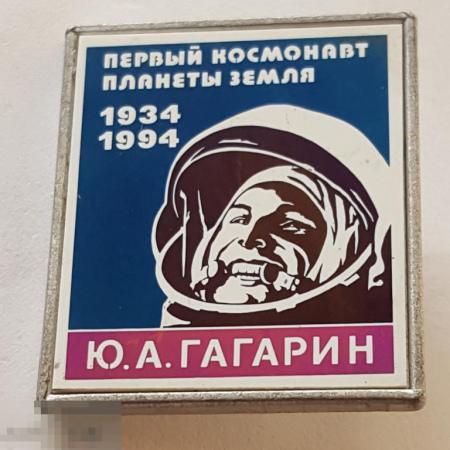 ПЕРВЫЙ КОСМОНАВТ
ПЛАНЕТЫ ЗЕМЛЯ
1934
1994
Ю.А.ГАГАРИН